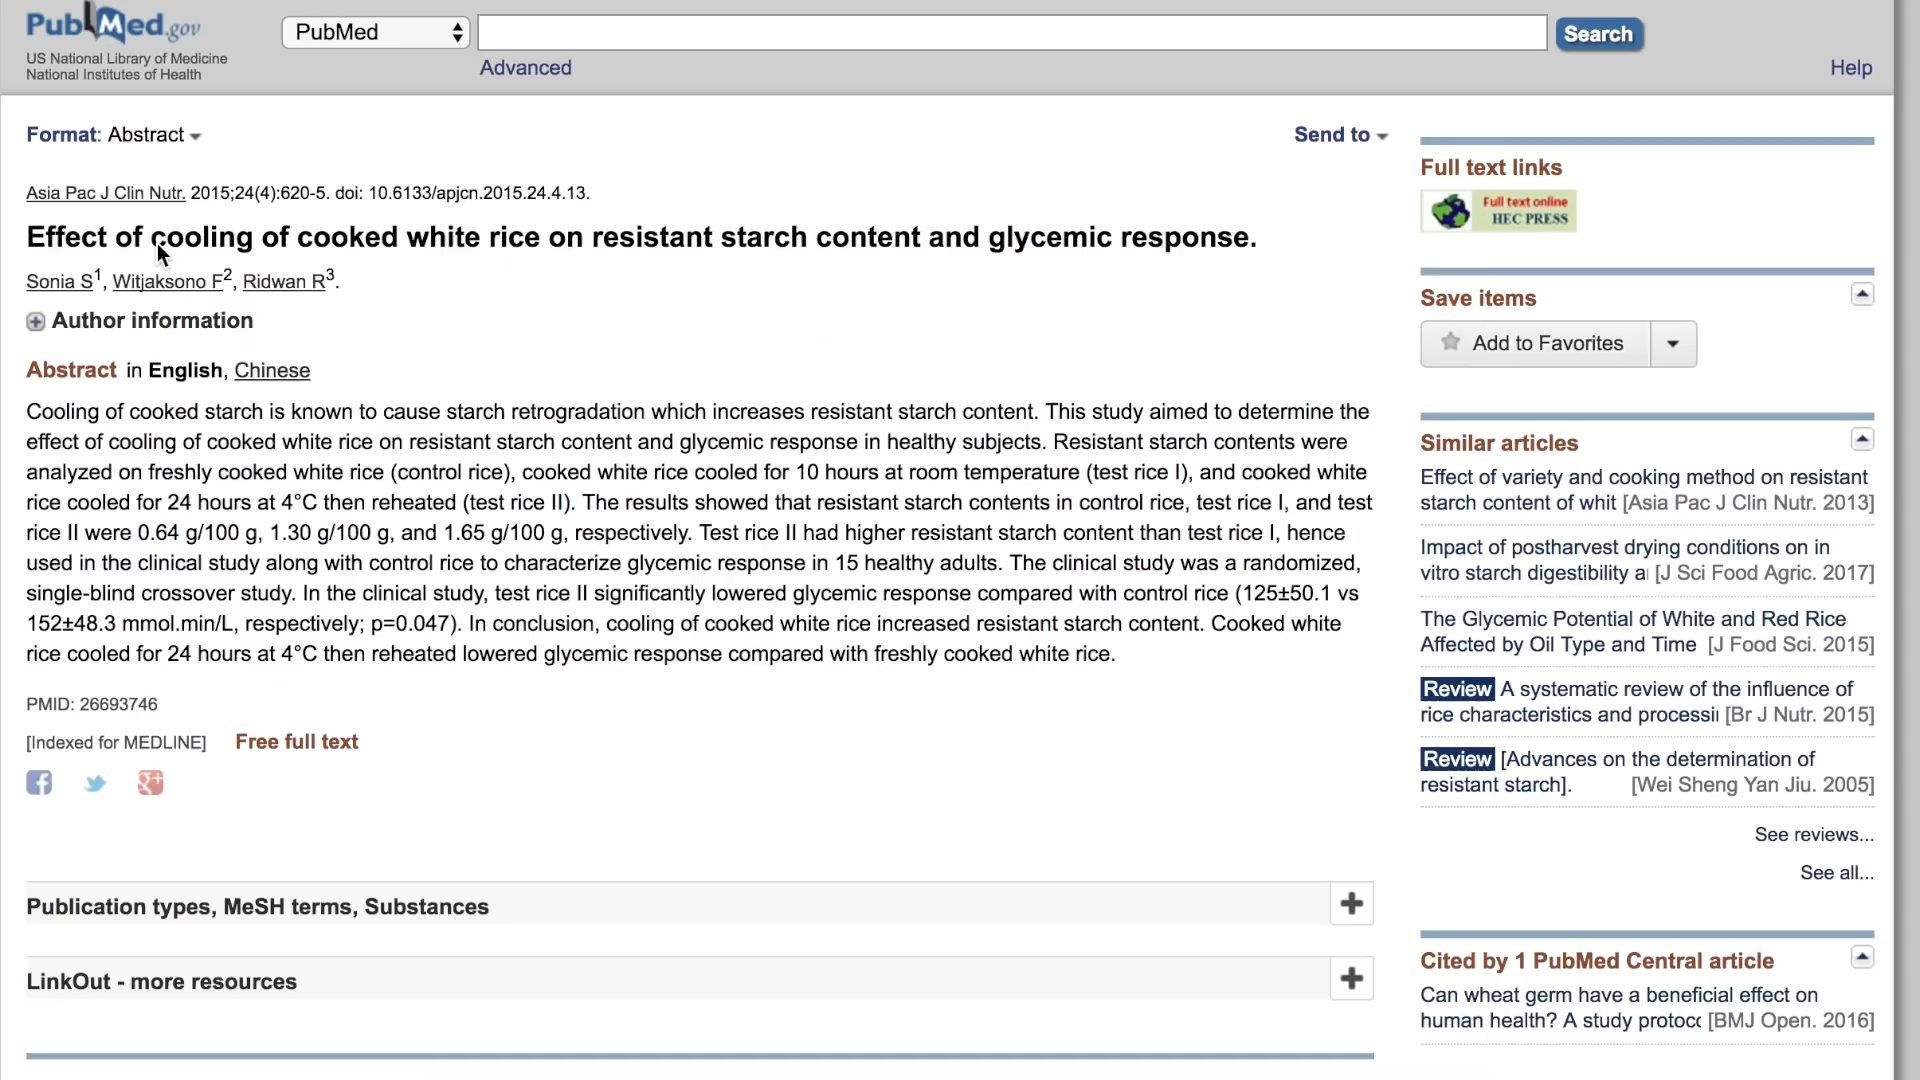 PubMed.gov
US National Library of Medicine
National Institutes of Health
PubMed
Search
Advanced
Help
Format: Abstract
Send to
Asia Pac J Clin Nutr. 2015;24(4):620-5. doi: 10.6133/apjcn.2015.24.4.13.
Effect of cooling of cooked white rice on resistant starch content and glycemic response.
Sonia S1, Witjaksono F2, Ridwan R3.
Author information
Abstract in English, Chinese
Cooling of cooked starch is known to cause starch retrogradation which increases resistant starch content. This study aimed to determine the
effect of cooling of cooked white rice on resistant starch content and glycemic response in healthy subjects. Resistant starch contents were
analyzed on freshly cooked white rice (control rice), cooked white rice cooled for 10 hours at room temperature (test rice I), and cooked white
rice cooled for 24 hours at 4°C then reheated (test rice II). The results showed that resistant starch contents in control rice, test rice I, and test
rice II were 0.64 g/100 g, 1.30 g/100 g, and 1.65 g/100 g, respectively. Test rice II had higher resistant starch content than test rice I, hence
used in the clinical study along with control rice to characterize glycemic response in 15 healthy adults. The clinical study was a randomized,
single-blind crossover study. In the clinical study, test rice II significantly lowered glycemic response compared with control rice (125±50.1 vs
152±48.3 mmol.min/L, respectively; p=0.047). In conclusion, cooling of cooked white rice increased resistant starch content. Cooked white
rice cooled for 24 hours at 4°C then reheated lowered glycemic response compared with freshly cooked white rice.
PMID: 26693746
[Indexed for MEDLINE] Free full text
Publication types, MeSH terms, Substances
LinkOut - more resources
Full text links
Full text online
HEC PRESS
Save items
Add to Favorites
Similar articles
Effect of variety and cooking method on resistant
starch content of whit [Asia Pac J Clin Nutr. 2013]
Impact of postharvest drying conditions on in
vitro starch digestibility a [J Sci Food Agric. 2017]
The Glycemic Potential of White and Red Rice
Affected by Oil Type and Time [J Food Sci. 2015]
Review A systematic review of the influence of
rice characteristics and processi [Br J Nutr. 2015]
Review [Advances on the determination of
resistant starch]. [Wei Sheng Yan Jiu. 2005]
See reviews...
See all...
Cited by 1 PubMed Central article
Can wheat germ have a beneficial effect on
human health? A study protoc [BMJ Open. 2016]